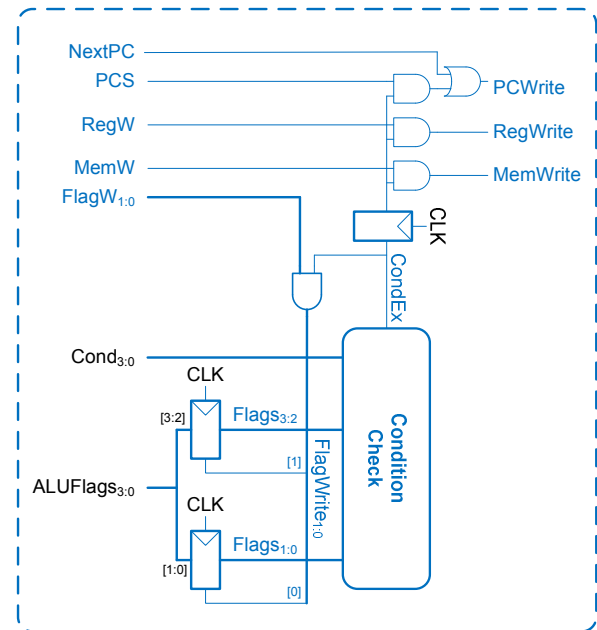 NextPC
PCS
PCWrite
RegW
RegWrite
MemW
MemWrite
FlagW1:0
CLK
CondEx
Cond3:0
CLK
[3:2]
Flags3:2
Condition
Check
[1]
FlagWrite1:0
ALUFlags3:0
CLK
Flags1:0
[1:0]
[0]